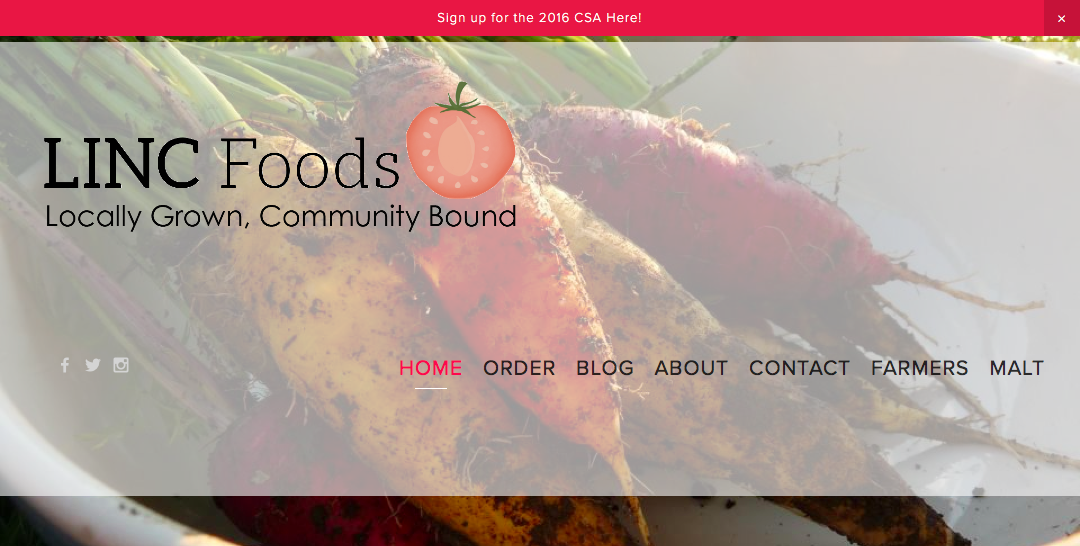 Sign up for the 2016 CSA Here!
×
LINC Foods
Locally Grown, Community Bound
HOME ORDER BLOG ABOUT CONTACT FARMERS MALT